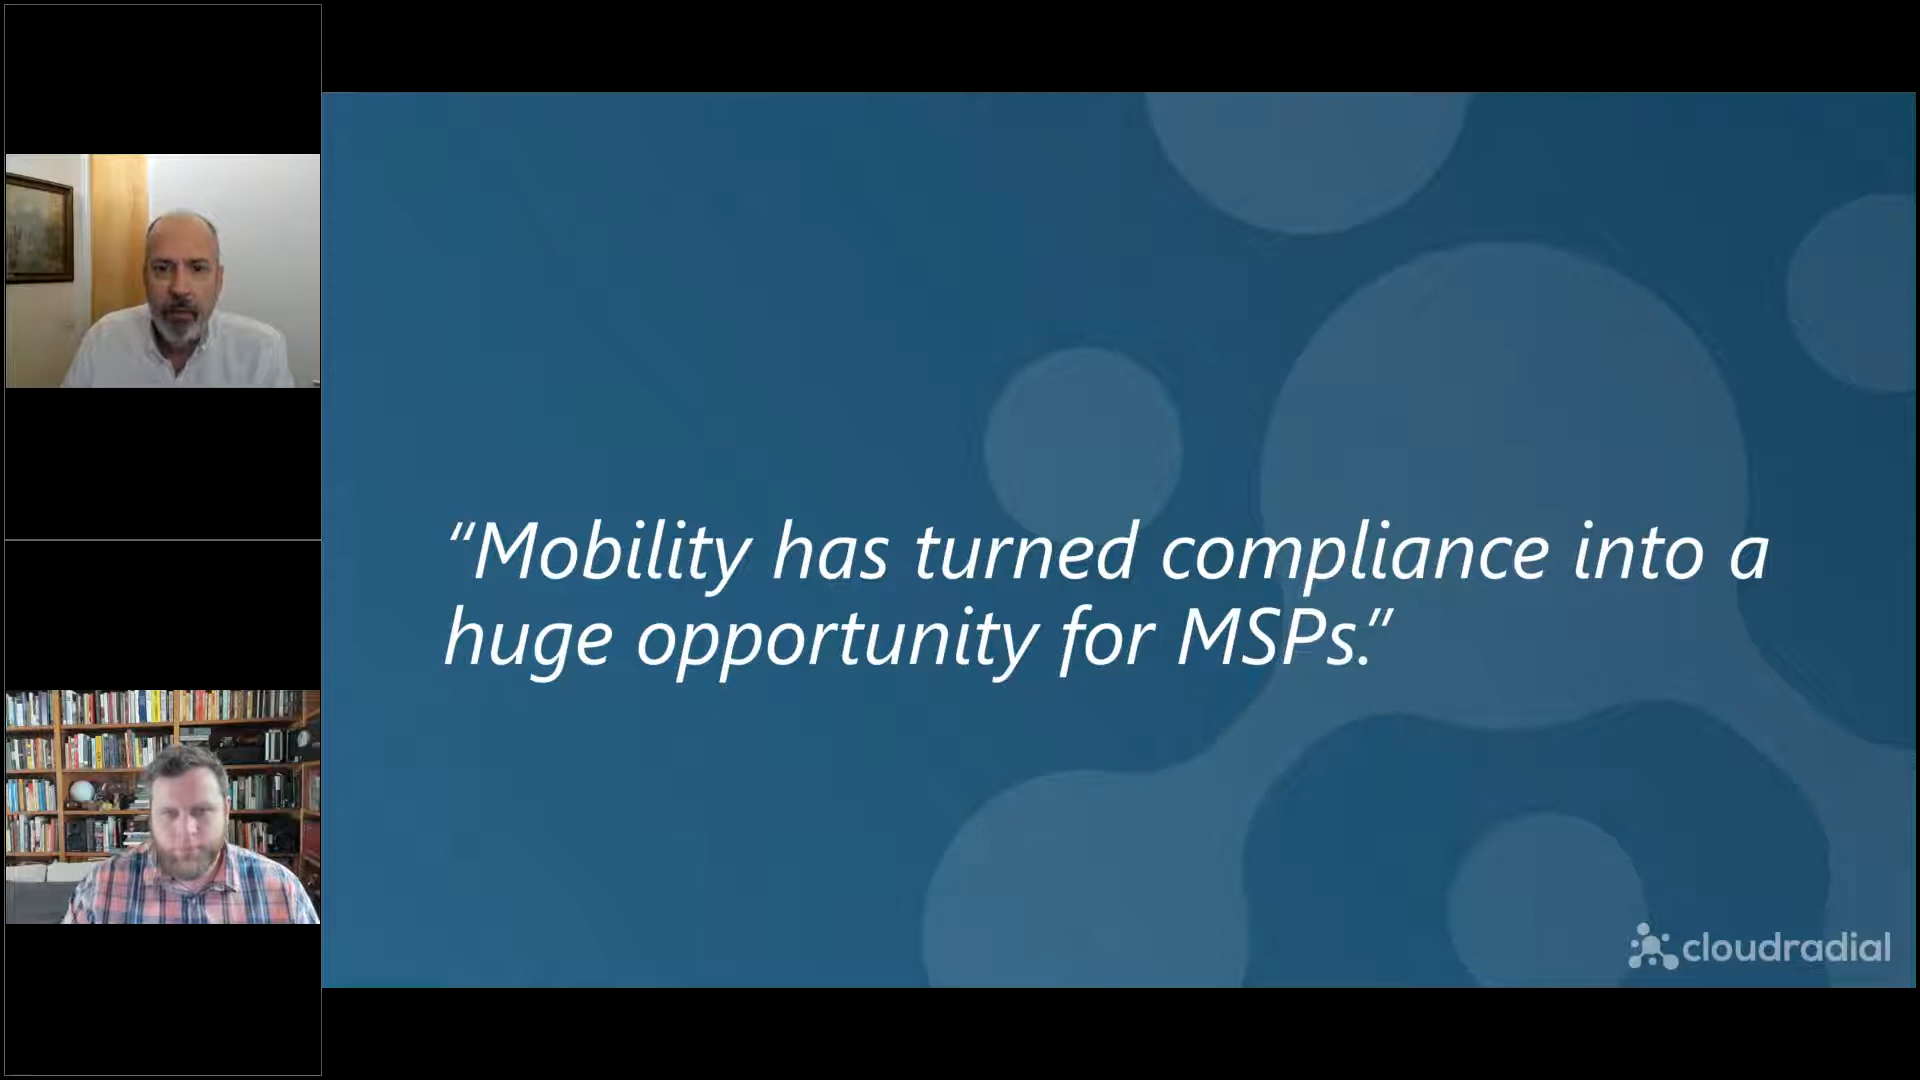 “Mobility has turned compliance into a
huge opportunity for MSPs.”
cloudradial